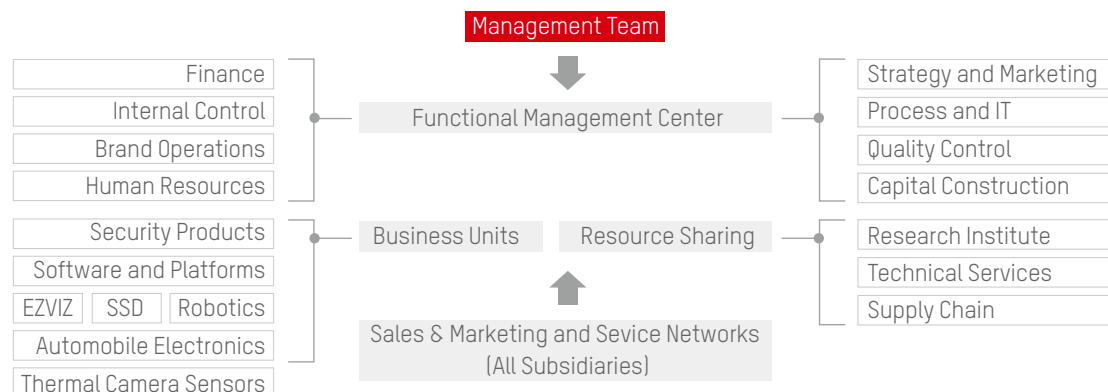 Management Team
Finance
Internal Control
Brand Operations
Human Resources
Functional Management Center
Strategy and Marketing
Process and IT
Quality Control
Capital Construction
Security Products
Software and Platforms
EZVIZ SSD Robotics
Automobile Electronics
Thermal Camera Sensors
Business Units
Resource Sharing
Research Institute
Technical Services
Supply Chain
Sales & Marketing and Sevice Networks
(All Subsidiaries)